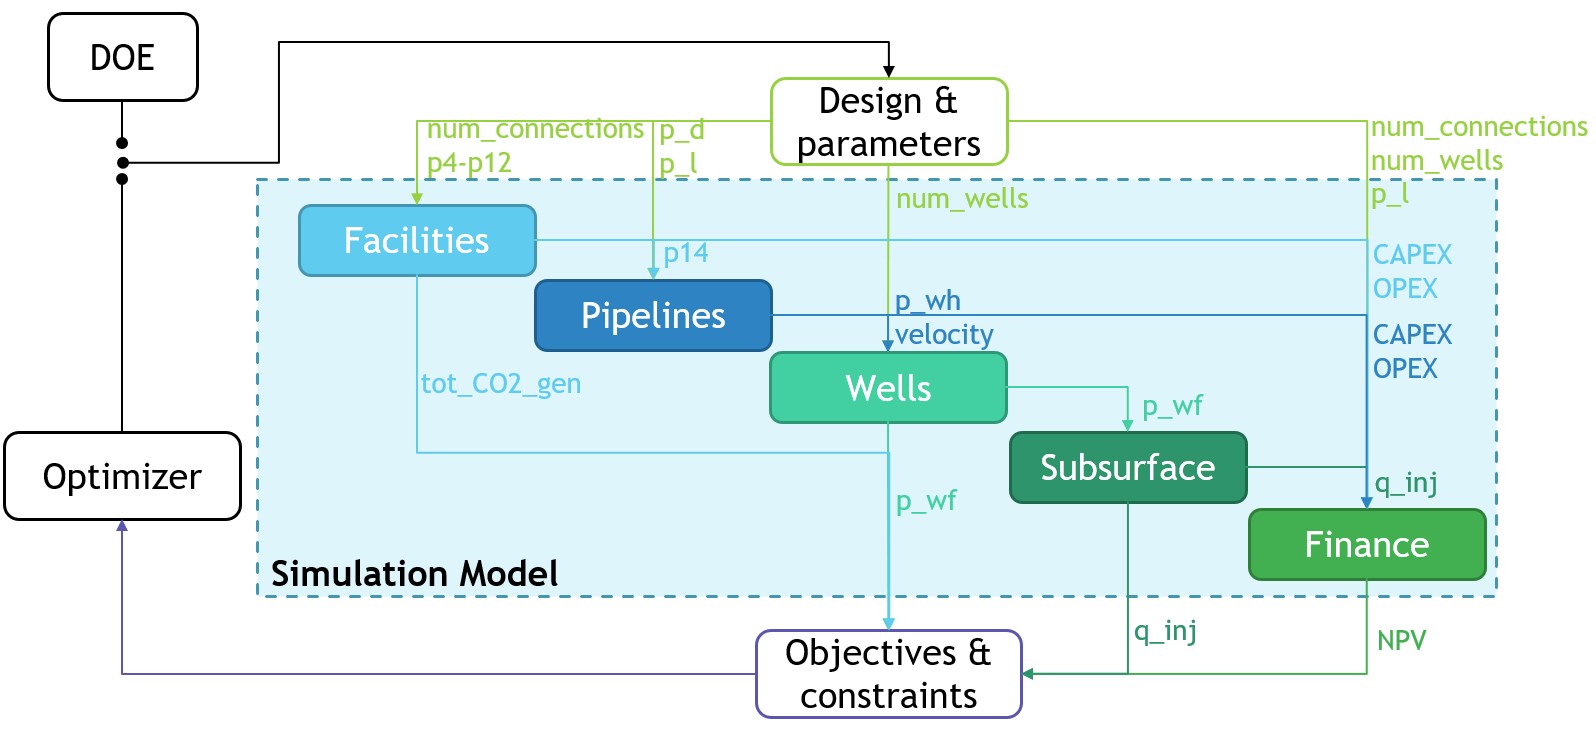 DOE
Design &
parameters
num_connections
p4-p12
p_d
p_l
num_connections
num_wells
p_l
num_wells
Facilities
p14
CAPEX
OPEX
Pipelines
p_wh
velocity
CAPEX
OPEX
Wells
tot_CO2_gen
p_wf
Optimizer
Subsurface
p_wf
q_inj
Finance
Simulation Model
Objectives &
constraints
q_inj
NPV